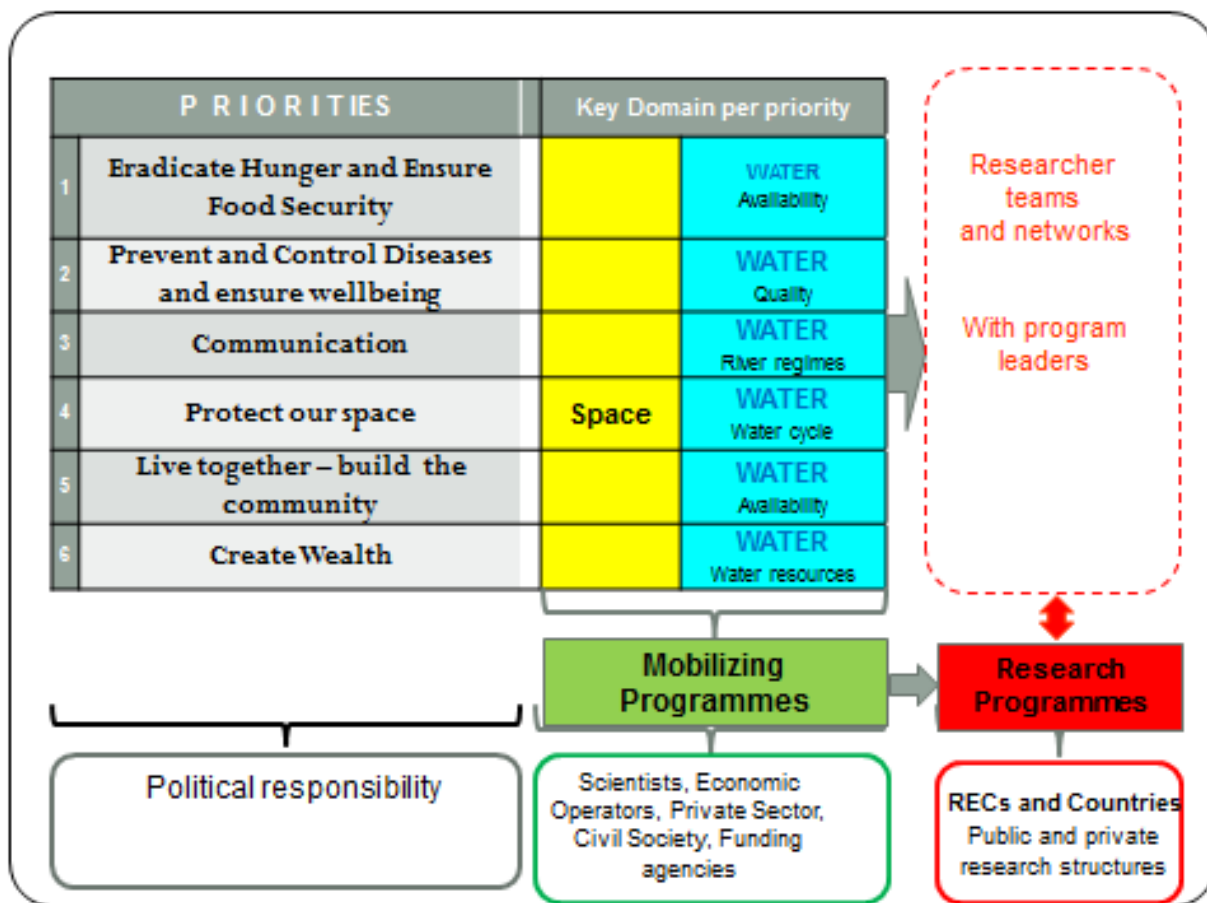 P R I O R I T IES
Key Domain per priority
1
Eradicate Hunger and Ensure
Food Security
WATER
Availability
2
Prevent and Control Diseases
and ensure wellbeing
WATER
Quality
3
Communication
WATER
River regimes
4
Protect our space
Space
WATER
Water cycle
5
Live together – build the
community
WATER
Availability
6
Create Wealth
WATER
Water resources
Researcher
teams
and networks
With program
leaders
Mobilizing
Programmes
Research
Programmes
Political responsibility
Scientists, Economic
Operators, Private Sector,
Civil Society, Funding
agencies
RECs and Countries
Public and private
research structures